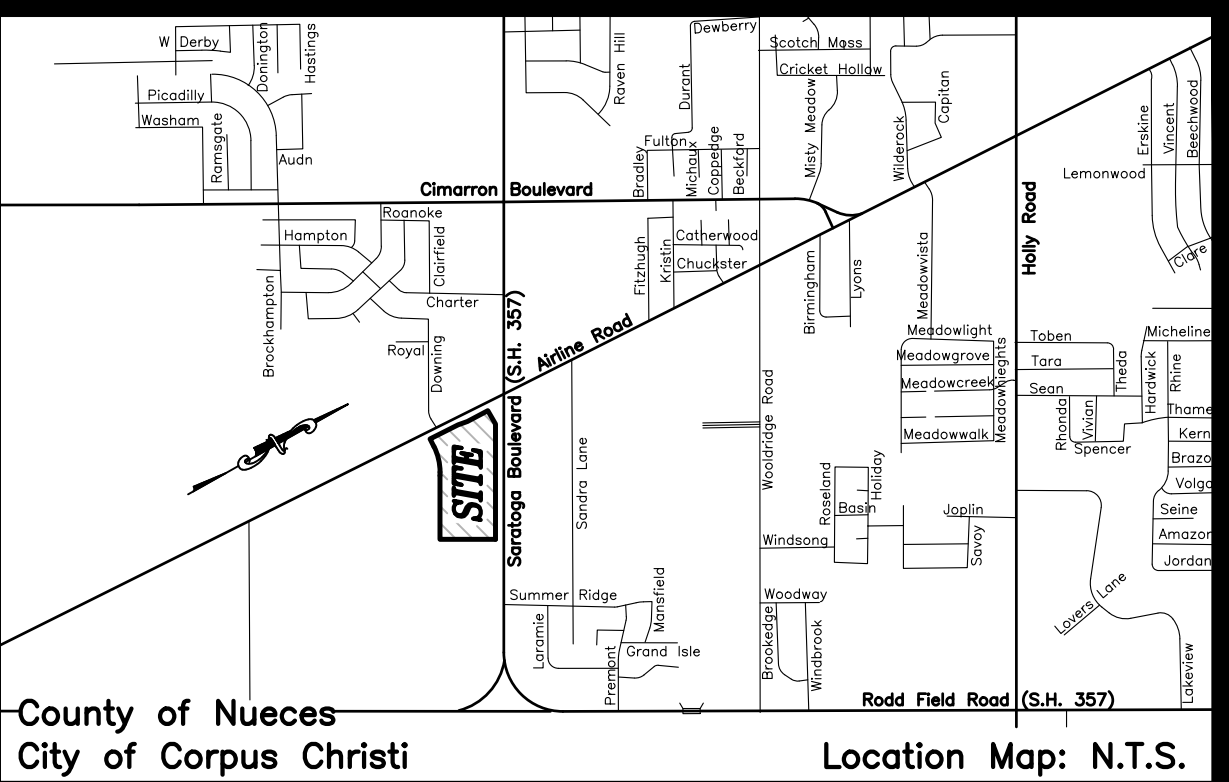 W Derby
Donington
Hastings
Picadilly
Washam
Ramsgate
Audn
Raven Hill
Dewberry
Durant
Fulton
Bradley
Michaux
Coppedge
Beckford
Scotch Moss
Cricket Hollow
Misty Meadow
Wilderock
Capitan
Erskine
Vincent
Beechwood
Lemonwood
Clare
Cimarron Boulevard
Holly Road
Roanoke
Hampton
Clairfield
Charter
Brockhampton
Royal
Downing
Fitzhugh
Kristin
Catherwood
Chuckster
Birmingham
Lyons
Meadowvista
Airline Road
Saratoga Boulevard (S.H. 357)
SITE
Sandra Lane
Wooldridge Road
Meadowlight
Meadowgrove
Meadowcreek
Meadowwalk
Meadowhieghts
Toben
Tara
Sean
Theda
Hardwick
Rhine
Micheline
Rhonda
Vivian
Spencer
Thame
Kern
Brazo
Volga
Seine
Amazon
Jordan
Roseland
Holiday
Basin
Windsong
Joplin
Savoy
Summer Ridge
Laramie
Mansfield
Grand Isle
Premont
Woodway
Brookedge
Windbrook
Lovers Lane
Lakeview
Rodd Field Road (S.H. 357)
County of Nueces
City of Corpus Christi
Location Map: N.T.S.